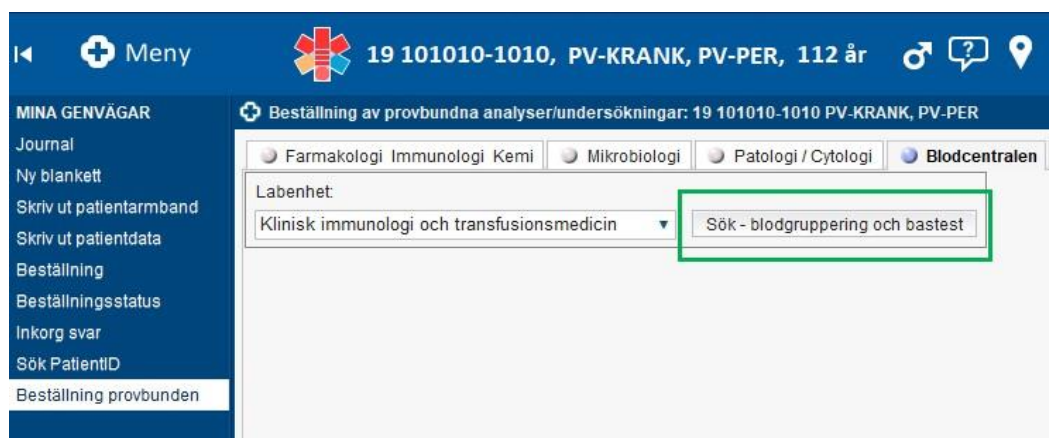 Meny
19 101010-1010, PV-KRANK, PV-PER, 112 år
MINA GENVÄGAR
Journal
Ny blankett
Skriv ut patientarmband
Skriv ut patientdata
Beställning
Beställningsstatus
Inkorg svar
Sök PatientID
Beställning provbunden
Beställning av provbundna analyser/undersökningar: 19 101010-1010 PV-KRANK, PV-PER
Farmakologi Immunologi Kemi
Mikrobiologi
Patologi / Cytologi
Blodcentralen
Labenhet:
Klinisk immunologi och transfusionsmedicin
Sök - blodgruppering och bastest